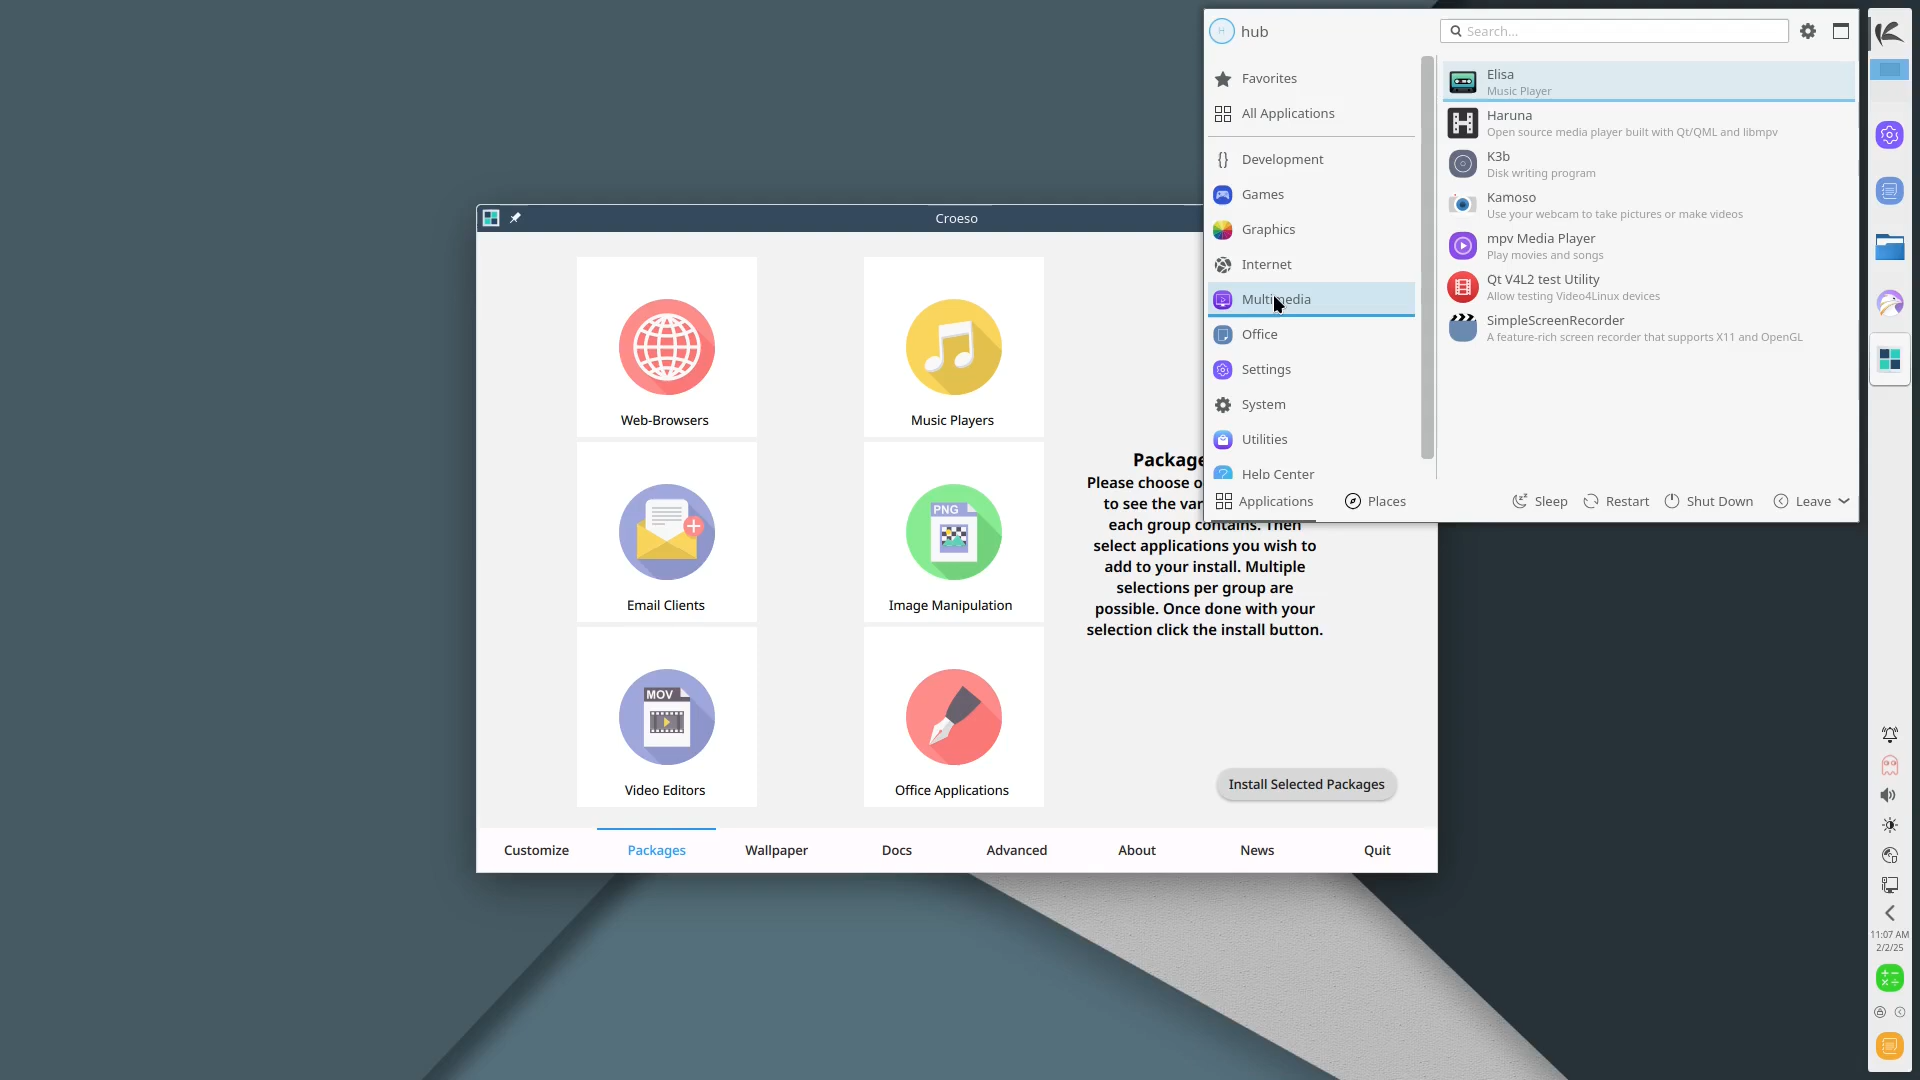 hub
Search...
Favorites
All Applications
Development
Games
Graphics
Internet
Multimedia
Office
Settings
System
Utilities
Help Center
Elisa
Music Player
Haruna
Open source media player built with Qt/QML and libmpv
K3b
Disk writing program
Kamoso
Use your webcam to take pictures or make videos
mpv Media Player
Play movies and songs
Qt V4L2 test Utility
Allow testing Video4Linux devices
SimpleScreenRecorder
A feature-rich screen recorder that supports X11 and OpenGL
Applications
Places
Sleep
Restart
Shut Down
Leave
Croeso
Web-Browsers
Music Players
Email Clients
PNG
Image Manipulation
MOV
Video Editors
Office Applications
Package
Please choose o
to see the var
each group contains. Then
select applications you wish to
add to your install. Multiple
selections per group are
possible. Once done with your
selection click the install button.
Install Selected Packages
Customize
Packages
Wallpaper
Docs
Advanced
About
News
Quit
11:07 AM
2/2/25